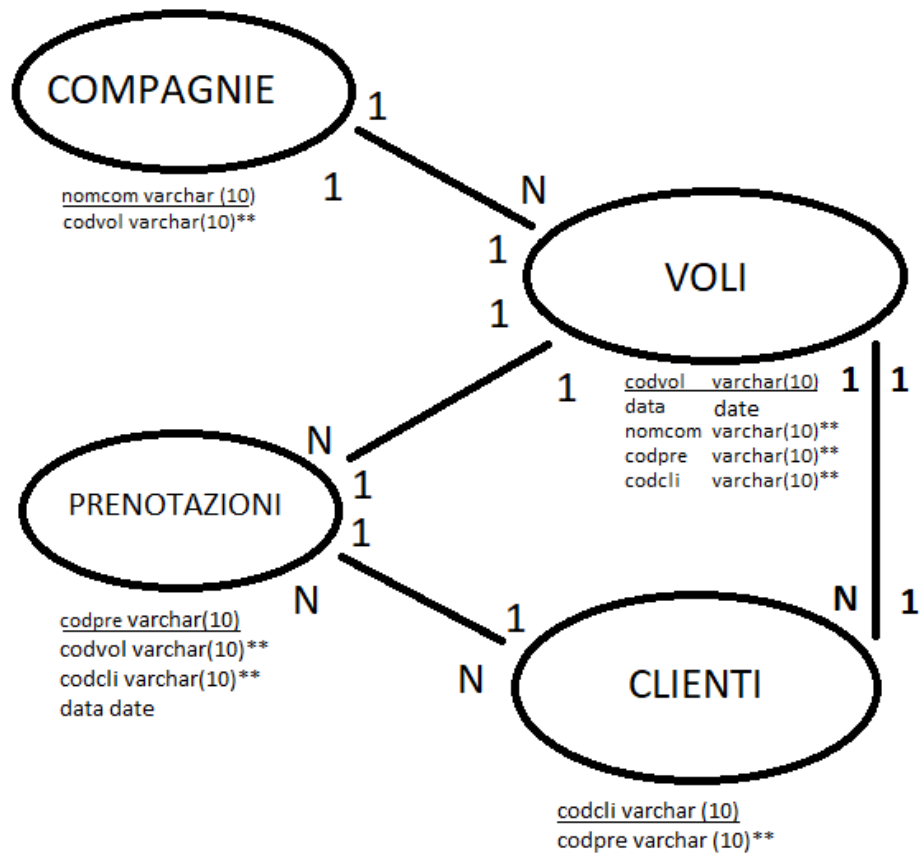 COMPAGNIE
1
1
nomcom varchar (10)
codvol varchar(10)**
N
1
VOLI
1
1
codvol varchar(10)
data date
nomcom varchar(10)**
codpre varchar(10)**
codcli varchar(10)**
1 1
N
1
PRENOTAZIONI
1
N
codpre varchar(10)
codvol varchar(10)**
codcli varchar(10)**
data date
1
N
N 1
CLIENTI
codcli varchar (10)
codpre varchar (10)**